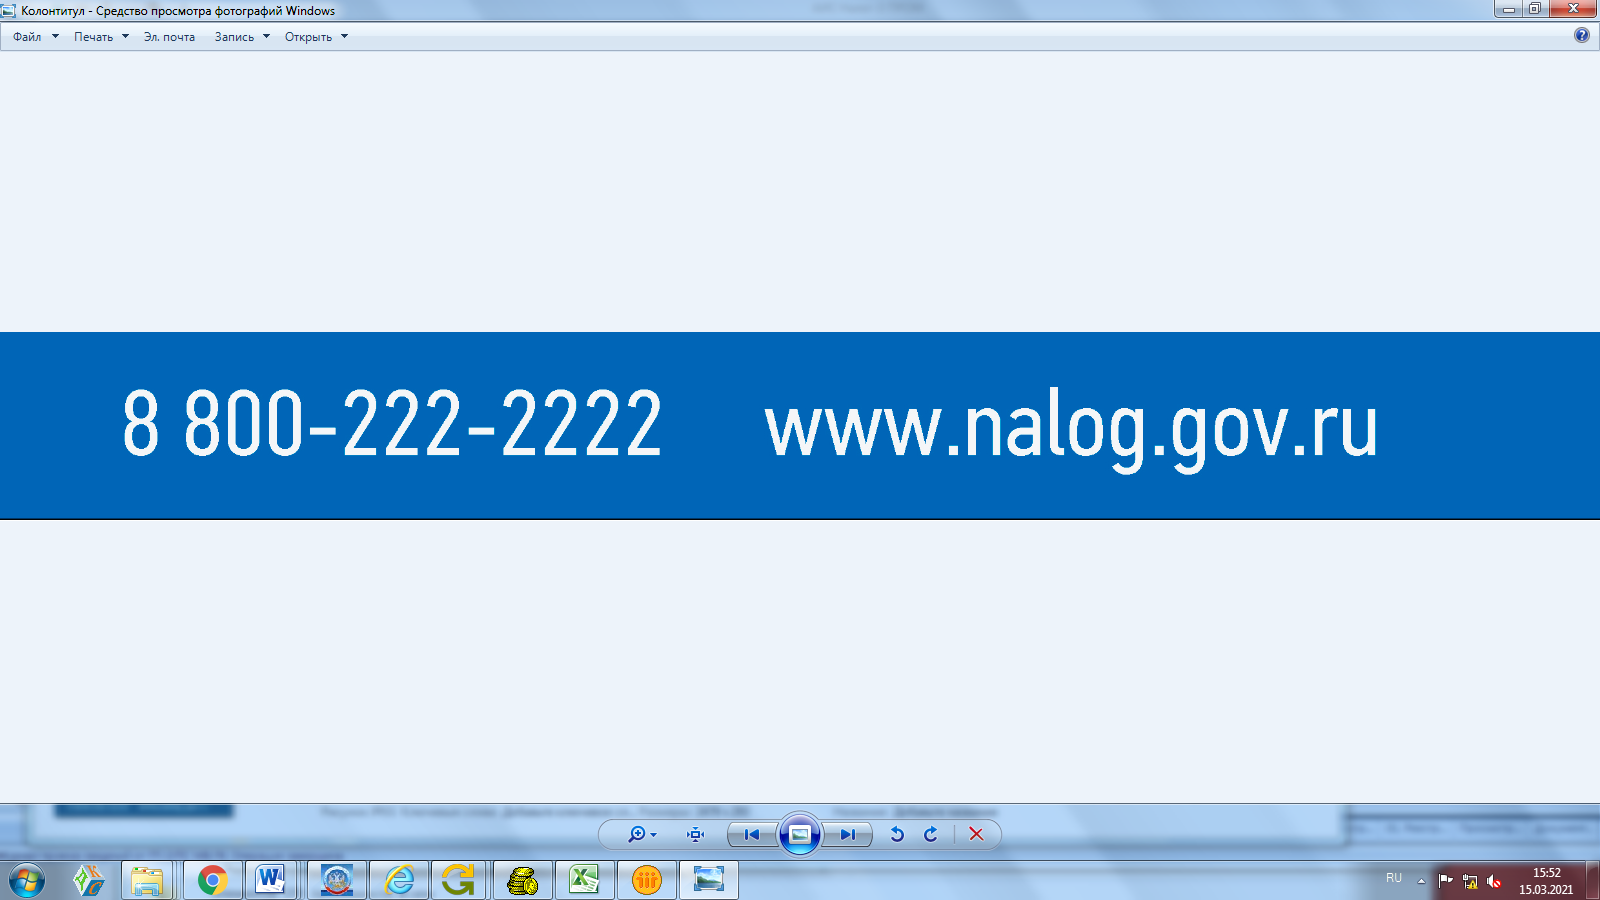 Колонтитул - Средство просмотра фотографий Windows
Файл Печать Эл. почта Запись Открыть
8 800-222-2222 www.nalog.gov.ru
RU
15:52
15.03.2021